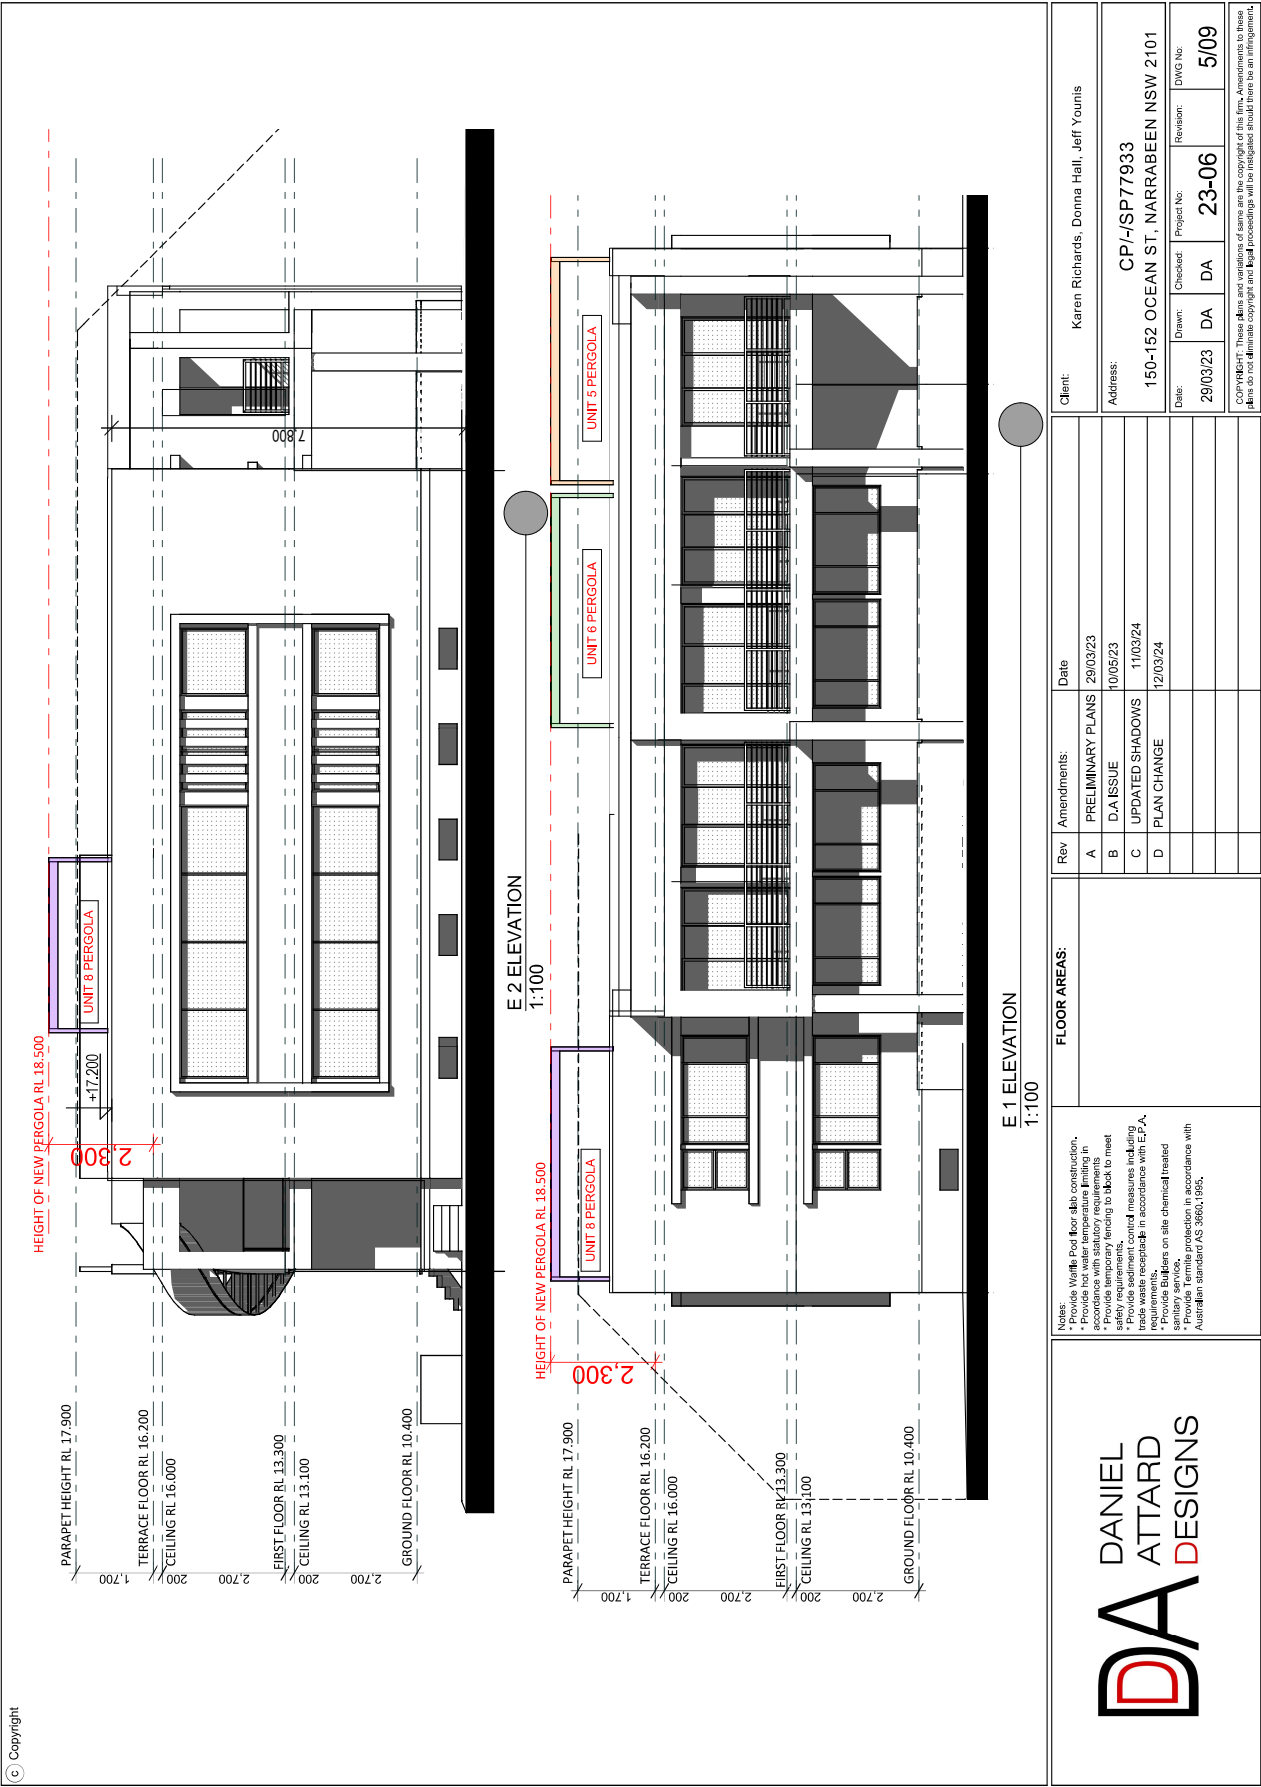 © Copyright
HEIGHT OF NEW PERGOLA RL 18.500
2,300
+17.200
UNIT 8 PERGOLA
7,800
PARAPET HEIGHT RL 17.900
TERRACE FLOOR RL 16.200
CEILING RL 16.000
FIRST FLOOR RL 13.300
CEILING RL 13.100
GROUND FLOOR RL 10.400
1,700
200
2,700
200
2,700
E 2 ELEVATION
1:100
HEIGHT OF NEW PERGOLA RL 18.500
2,300
UNIT 8 PERGOLA
UNIT 6 PERGOLA
UNIT 5 PERGOLA
PARAPET HEIGHT RL 17.900
TERRACE FLOOR RL 16.200
CEILING RL 16.000
FIRST FLOOR RL 13.300
CEILING RL 13.100
GROUND FLOOR RL 10.400
1,700
200
2,700
200
2,700
E 1 ELEVATION
1:100
DA
DANIEL
ATTARD
DESIGNS
Notes:
* Provide Waffle Pod floor slab construction.
* Provide hot water temperature limiting in
accordance with statutory requirements
* Provide temporary fencing to block to meet
safety requirements.
* Provide sediment control measures including
trade waste receptacle in accordance with E.P.A.
requirements.
* Provide Builders on site chemical treated
sanitary service.
* Provide Termite protection in accordance with
Australian standard AS 3660.1995.
FLOOR AREAS:
Rev Amendments: Date
A PRELIMINARY PLANS 29/03/23
B D.A ISSUE 10/05/23
C UPDATED SHADOWS 11/03/24
D PLAN CHANGE 12/03/24
Client:
Karen Richards, Donna Hall, Jeff Younis
Address:
CP/-/SP77933
150-152 OCEAN ST, NARRABEEN NSW 2101
Date: Drawn: Checked: Project No: Revision: DWG No:
29/03/23 DA DA 23-06 5/09
COPYRIGHT: These plans and variations of same are the copyright of this firm. Amendments to these
plans do not eliminate copyright and legal proceedings will be instigated should there be an infringement.